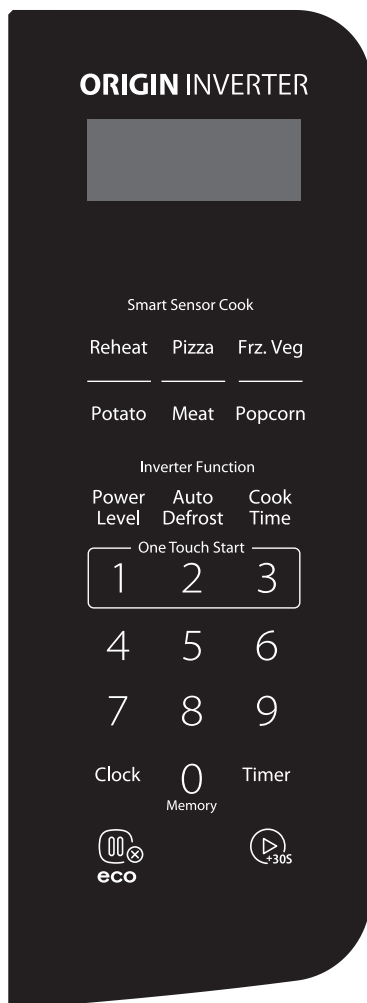 ORIGIN INVERTER
Smart Sensor Cook
Reheat Pizza Frz. Veg
Potato Meat Popcorn
Inverter Function
Power Auto Cook
Level Defrost Time
One Touch Start
1 2 3
4 5 6
7 8 9
Clock 0 Timer
Memory
+30S
eco